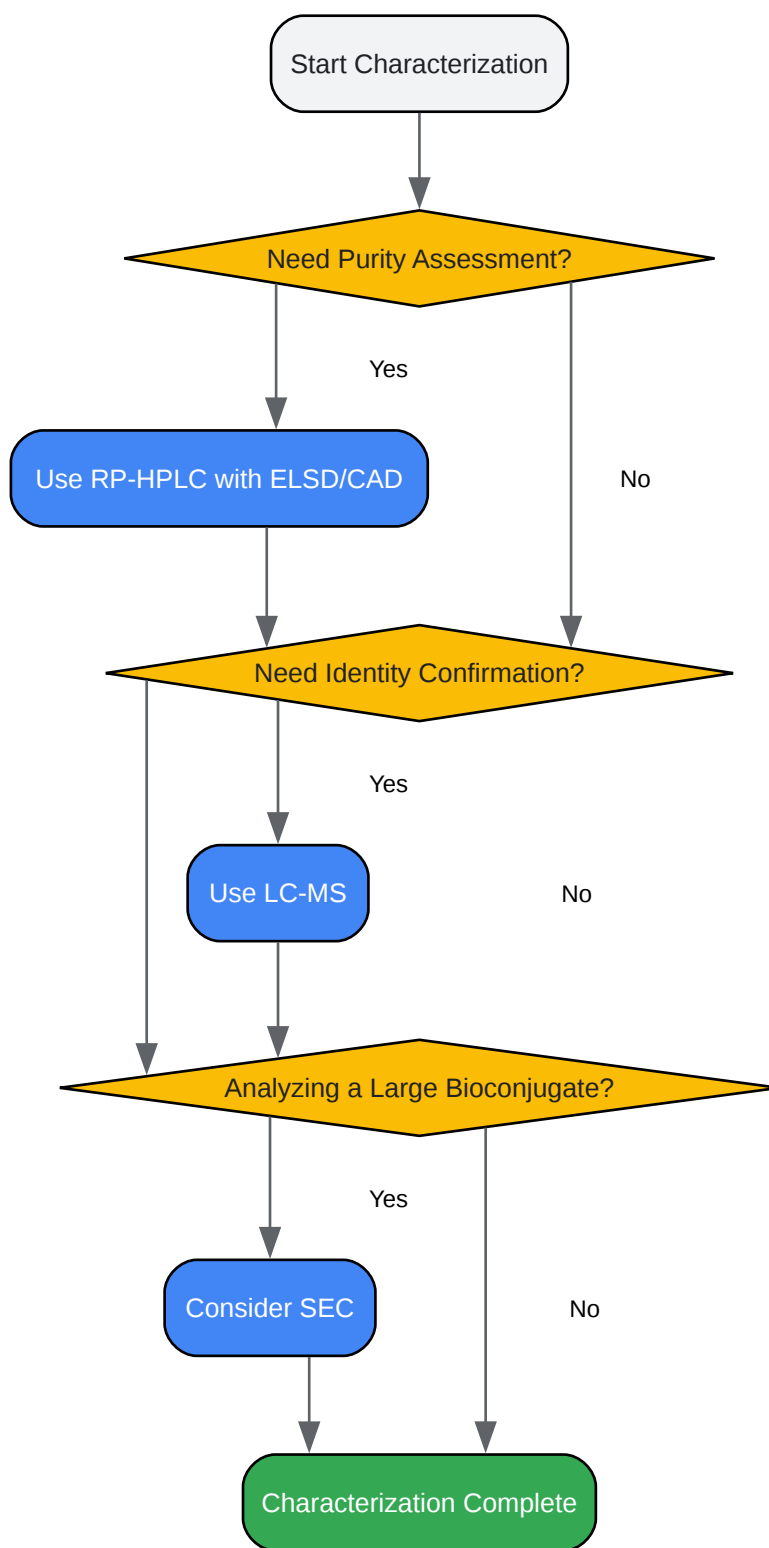 Start Characterization
Need Purity Assessment?
Yes
Use RP-HPLC with ELSD/CAD
No
Need Identity Confirmation?
Yes
Use LC-MS
No
Analyzing a Large Bioconjugate?
Yes
Consider SEC
No
Characterization Complete